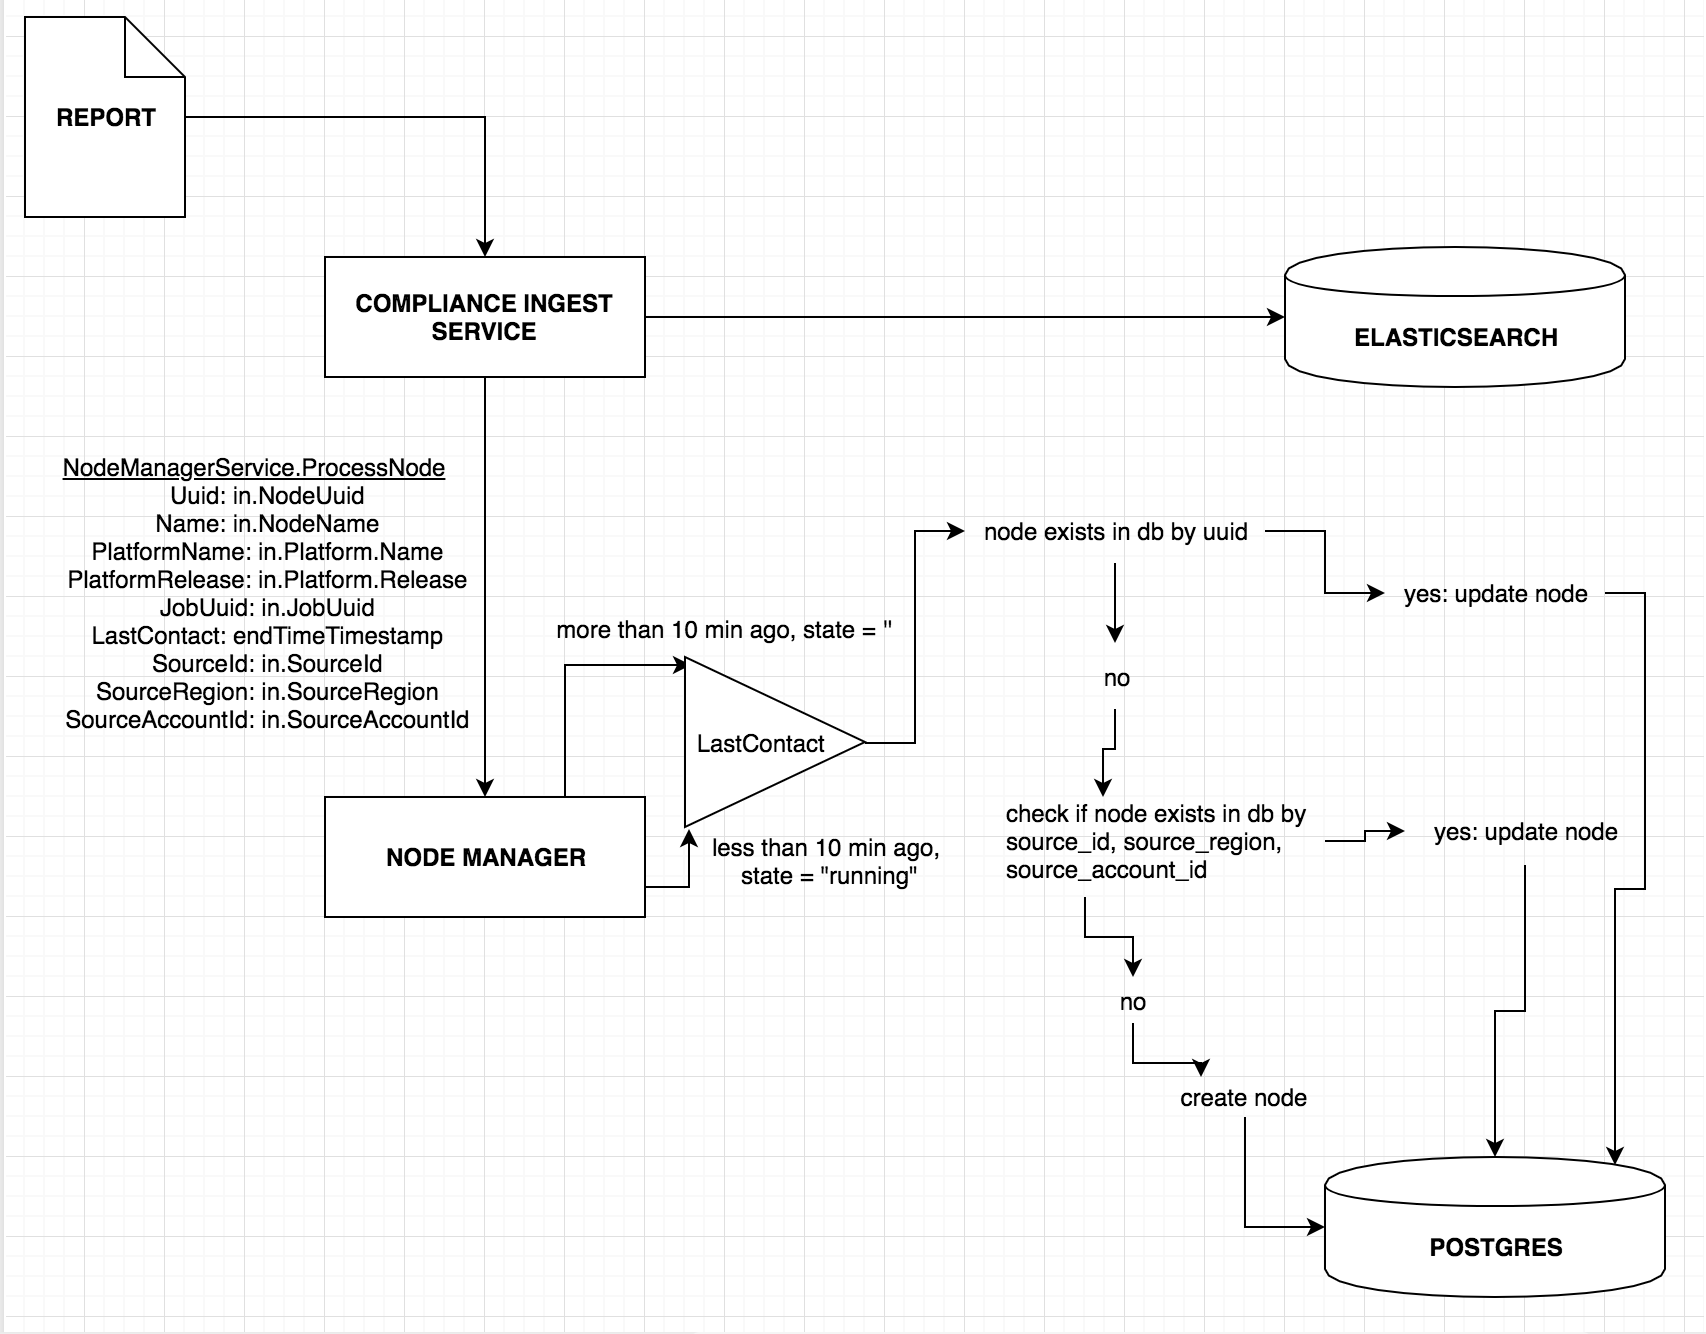 REPORT
COMPLIANCE INGEST
SERVICE
ELASTICSEARCH
NodeManagerService.ProcessNode
Uuid: in.NodeUuid
Name: in.NodeName
PlatformName: in.Platform.Name
PlatformRelease: in.Platform.Release
JobUuid: in.JobUuid
LastContact: endTimeTimestamp
SourceId: in.SourceId
SourceRegion: in.SourceRegion
SourceAccountId: in.SourceAccountId
NODE MANAGER
more than 10 min ago, state = "
LastContact
less than 10 min ago,
state = "running"
node exists in db by uuid
yes: update node
no
check if node exists in db by
source_id, source_region,
source_account_id
yes: update node
no
create node
POSTGRES